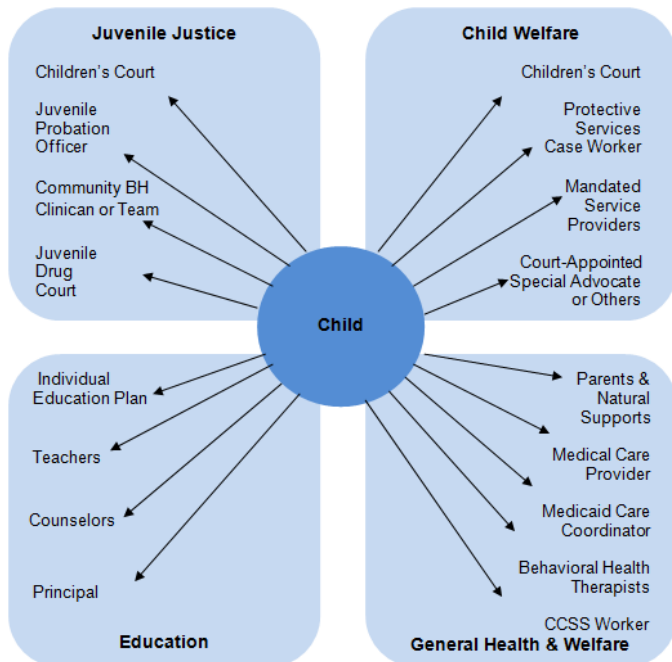 Juvenile Justice
Children's Court
Juvenile
Probation
Officer
Community BH
Clinican or Team
Juvenile
Drug
Court
Child Welfare
Children's Court
Protective
Services
Case Worker
Mandated
Service
Providers
Court-Appointed
Special Advocate
or Others
Child
Individual
Education Plan
Teachers
Counselors
Principal
Education
Parents &
Natural
Supports
Medical Care
Provider
Medicaid Care
Coordinator
Behavioral Health
Therapists
CCSS Worker
General Health & Welfare